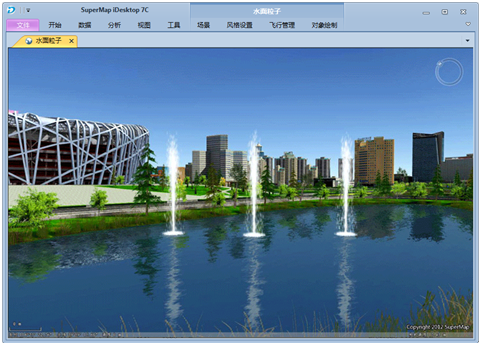 SuperMap iDesktop 7C
水面粒子
文件 开始 数据 分析 视图 工具 场景 风格设置 飞行管理 对象绘制
水面粒子
Copyright 2012 SuperMap